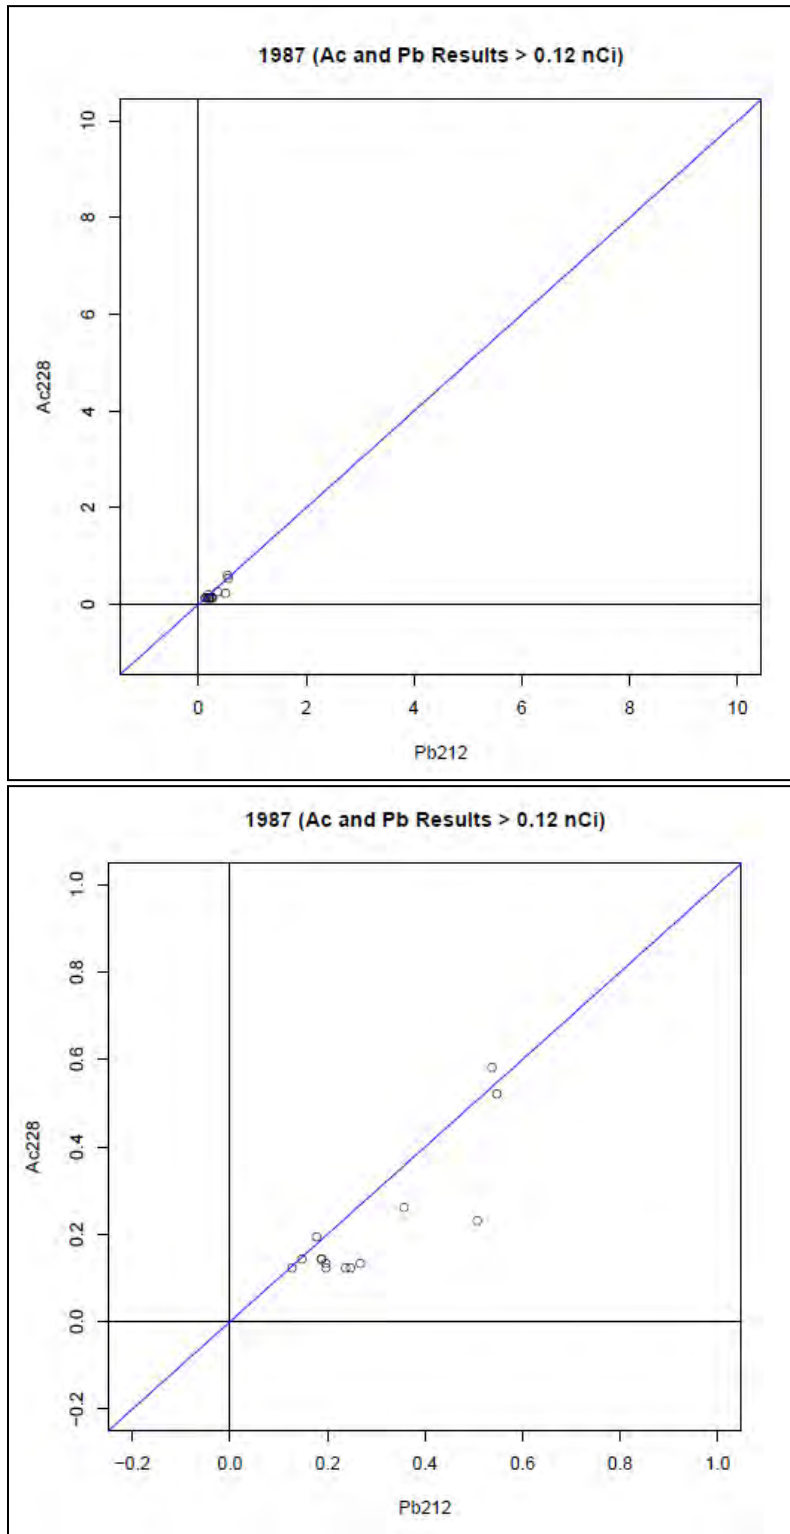 1987 (Ac and Pb Results > 0.12 nCi)
10
8
6
4
2
0
Ac228
0 2 4 6 8 10
Pb212
1987 (Ac and Pb Results > 0.12 nCi)
1.0
0.8
0.6
0.4
0.2
0.0
−0.2
Ac228
−0.2 0.0 0.2 0.4 0.6 0.8 1.0
Pb212